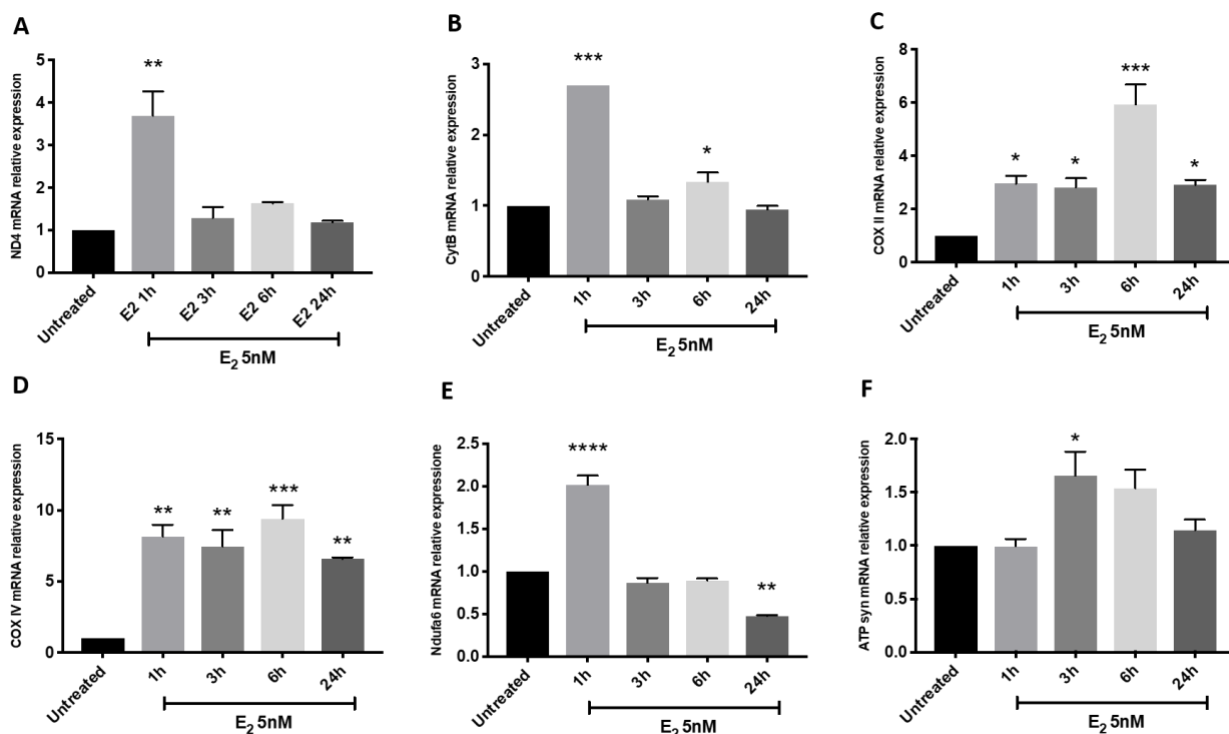 A
ND4 mRNA relative expression
5
4
3
2
1
0
**
Untreated
E2 1h
E2 3h
E2 6h
E2 24h
E2 5nM
B
CytB mRNA relative expression
3
2
1
0
***
*
Untreated
1h
3h
6h
24h
E2 5nM
C
COX II mRNA relative expression
8
6
4
2
0
*
*
***
*
Untreated
1h
3h
6h
24h
E2 5nM
D
COX IV mRNA relative expression
15
10
5
0
**
**
***
**
Untreated
1h
3h
6h
24h
E2 5nM
E
Ndufa6 mRNA relative expressione
2.5
2.0
1.5
1.0
0.5
0.0
****
**
Untreated
1h
3h
6h
24h
E2 5nM
F
ATP syn mRNA relative expression
2.0
1.5
1.0
0.5
0.0
*
Untreated
1h
3h
6h
24h
E2 5nM